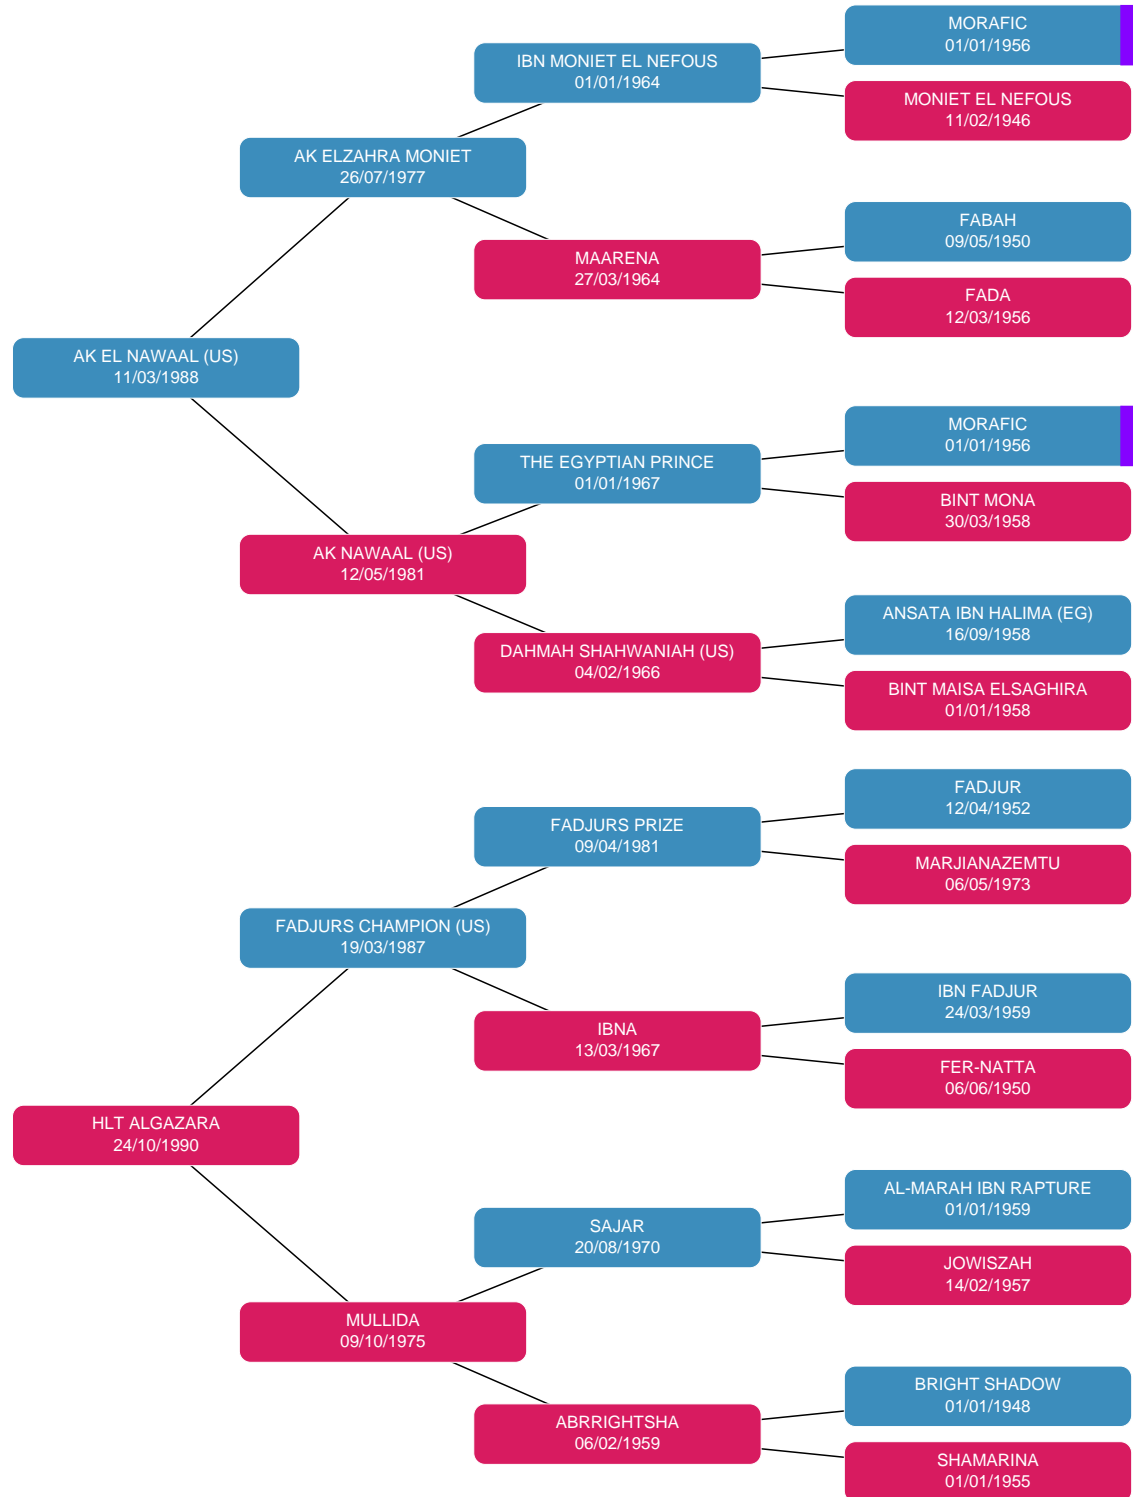 MORAFIC
01/01/1956
IBN MONIET EL NEFOUS
01/01/1964
MONIET EL NEFOUS
11/02/1946
AK ELZAHRA MONIET
26/07/1977
FABAH
09/05/1950
MAARENA
27/03/1964
FADA
12/03/1956
AK EL NAWAAL (US)
11/03/1988
MORAFIC
01/01/1956
THE EGYPTIAN PRINCE
01/01/1967
BINT MONA
30/03/1958
AK NAWAAL (US)
12/05/1981
ANSATA IBN HALIMA (EG)
16/09/1958
DAHMAH SHAHWANIAH (US)
04/02/1966
BINT MAISA ELSAGHIRA
01/01/1958
FADJUR
12/04/1952
FADJURS PRIZE
09/04/1981
MARJIANAZEMTU
06/05/1973
FADJURS CHAMPION (US)
19/03/1987
IBN FADJUR
24/03/1959
IBNA
13/03/1967
FER-NATTA
06/06/1950
HLT ALGAZARA
24/10/1990
AL-MARAH IBN RAPTURE
01/01/1959
SAJAR
20/08/1970
JOWISZAH
14/02/1957
MULLIDA
09/10/1975
BRIGHT SHADOW
01/01/1948
ABRRIGHTSHA
06/02/1959
SHAMARINA
01/01/1955